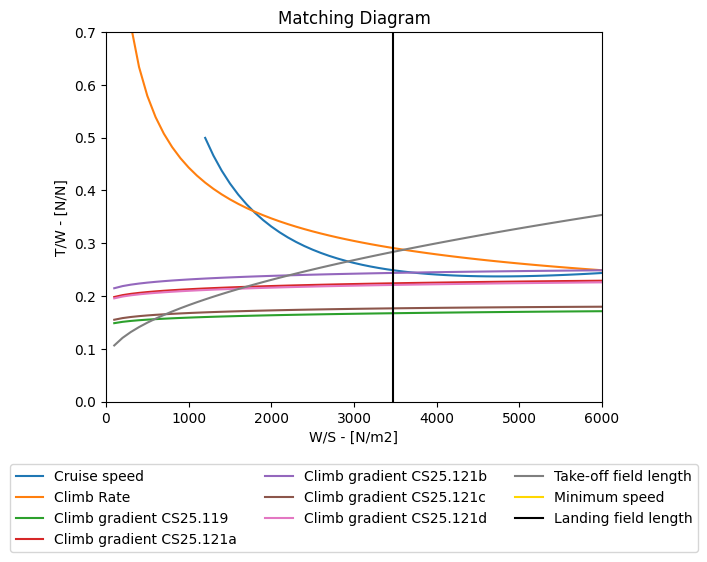 Matching Diagram
0.7
0.6
0.5
0.4
0.3
0.2
0.1
0.0
T/W - [N/N]
0 1000 2000 3000 4000 5000 6000
W/S - [N/m2]
Cruise speed
Climb Rate
Climb gradient CS25.119
Climb gradient CS25.121a
Climb gradient CS25.121b
Climb gradient CS25.121c
Climb gradient CS25.121d
Take-off field length
Minimum speed
Landing field length